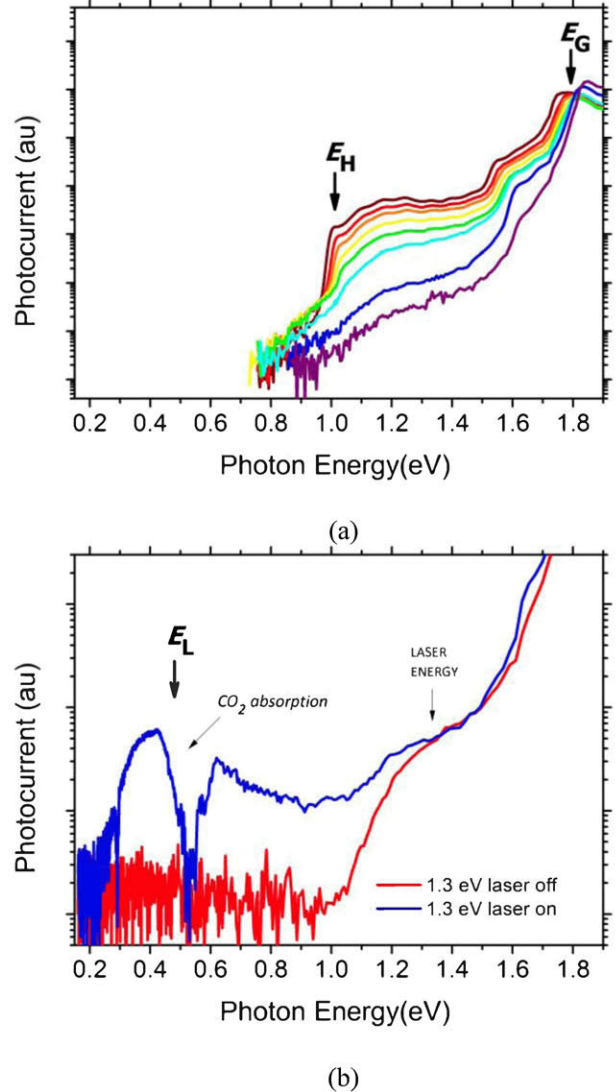 E_G
E_H
Photocurrent (au)
0.2 0.4 0.6 0.8 1.0 1.2 1.4 1.6 1.8
Photon Energy(eV)
(a)
E_L
CO_2 absorption
LASER
ENERGY
Photocurrent (au)
1.3 eV laser off
1.3 eV laser on
0.2 0.4 0.6 0.8 1.0 1.2 1.4 1.6 1.8
Photon Energy(eV)
(b)